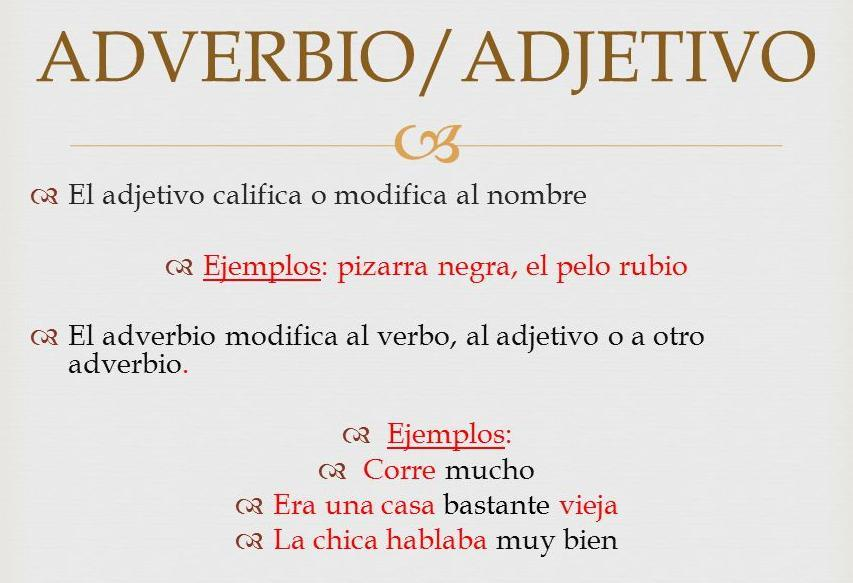 ADVERBIO/ADJETIVO
El adjetivo califica o modifica al nombre
Ejemplos: pizarra negra, el pelo rubio
El adverbio modifica al verbo, al adjetivo o a otro
adverbio.
Ejemplos:
Corre mucho
Era una casa bastante vieja
La chica hablaba muy bien